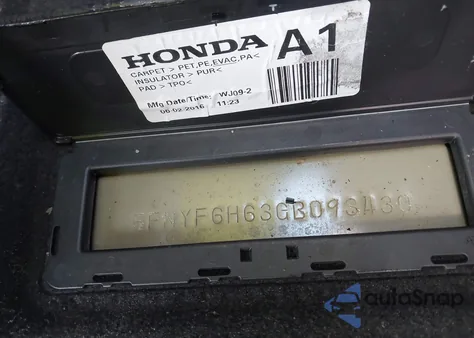 HONDA A1
CARPET > PET,PE,EVAC,PA<
INSULATOR > PUR<
PAD > TPO<
Mfg Date/Time: WJ09-2
06-02-2016 11:23
autoSnap